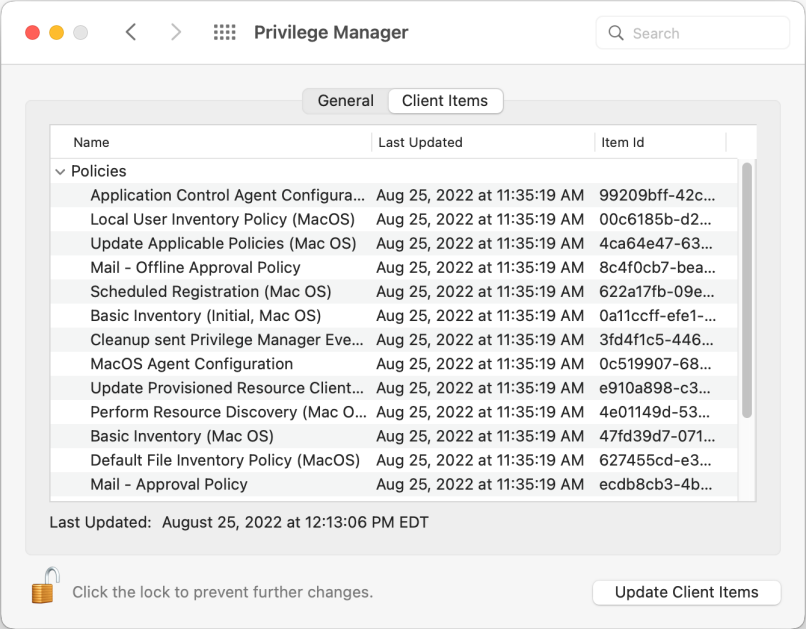 Privilege Manager
Search
General Client Items
Name Last Updated Item Id
Policies
Application Control Agent Configura... Aug 25, 2022 at 11:35:19 AM 99209bff-42c...
Local User Inventory Policy (MacOS) Aug 25, 2022 at 11:35:19 AM 00c6185b-d2...
Update Applicable Policies (Mac OS) Aug 25, 2022 at 11:35:19 AM 4ca64e47-63...
Mail - Offline Approval Policy Aug 25, 2022 at 11:35:19 AM 8c4f0cb7-bea...
Scheduled Registration (Mac OS) Aug 25, 2022 at 11:35:19 AM 622a17fb-09e...
Basic Inventory (Initial, Mac OS) Aug 25, 2022 at 11:35:19 AM 0a11ccff-efe1-...
Cleanup sent Privilege Manager Eve... Aug 25, 2022 at 11:35:19 AM 3fd4f1c5-446...
MacOS Agent Configuration Aug 25, 2022 at 11:35:19 AM 0c519907-68...
Update Provisioned Resource Client... Aug 25, 2022 at 11:35:19 AM e910a898-c3...
Perform Resource Discovery (Mac O... Aug 25, 2022 at 11:35:19 AM 4e01149d-53...
Basic Inventory (Mac OS) Aug 25, 2022 at 11:35:19 AM 47fd39d7-071...
Default File Inventory Policy (MacOS) Aug 25, 2022 at 11:35:19 AM 627455cd-e3...
Mail - Approval Policy Aug 25, 2022 at 11:35:19 AM ecdb8cb3-4b...
Last Updated: August 25, 2022 at 12:13:06 PM EDT
Click the lock to prevent further changes.
Update Client Items